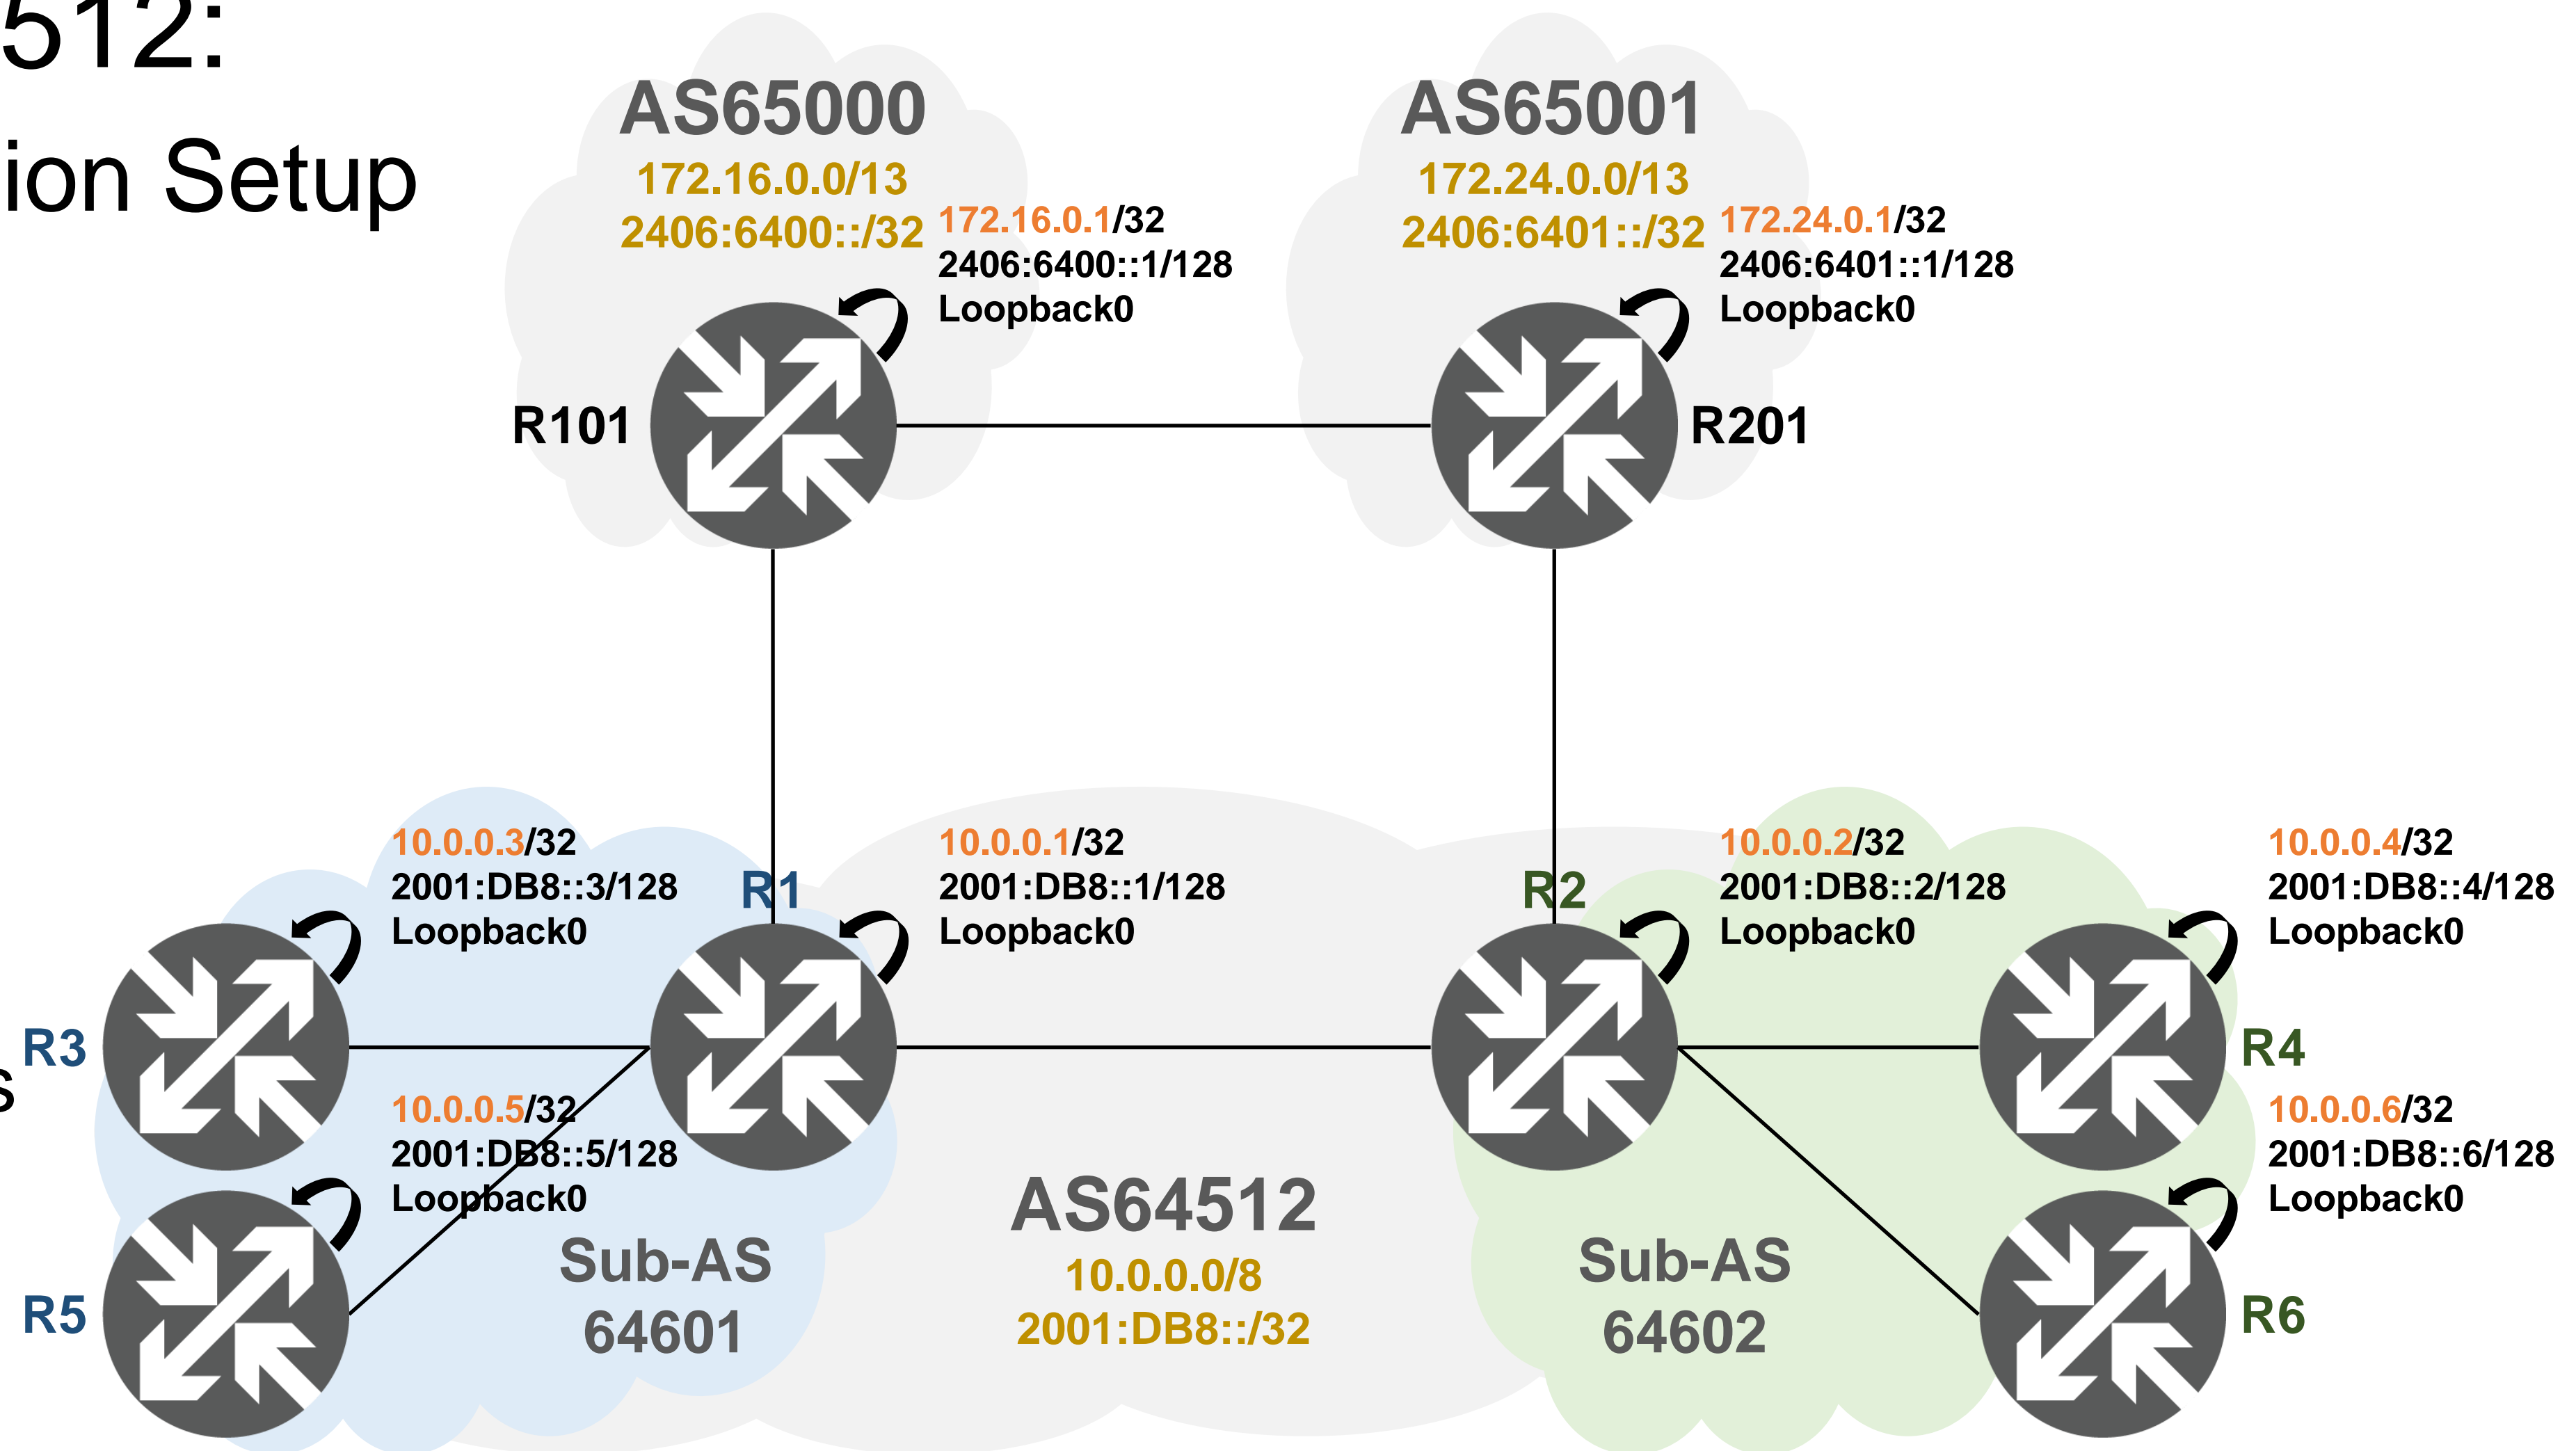 512:
ion Setup
AS65000
172.16.0.0/13
2406:6400::/32
172.16.0.1/32
2406:6400::1/128
Loopback0
R101
AS65001
172.24.0.0/13
2406:6401::/32
172.24.0.1/32
2406:6401::1/128
Loopback0
R201
10.0.0.3/32
2001:DB8::3/128
Loopback0
R3
R1
10.0.0.1/32
2001:DB8::1/128
Loopback0
R2
10.0.0.2/32
2001:DB8::2/128
Loopback0
10.0.0.4/32
2001:DB8::4/128
Loopback0
R4
s
10.0.0.5/32
2001:DB8::5/128
Loopback0
R5
Sub-AS
64601
AS64512
10.0.0.0/8
2001:DB8::/32
Sub-AS
64602
10.0.0.6/32
2001:DB8::6/128
Loopback0
R6